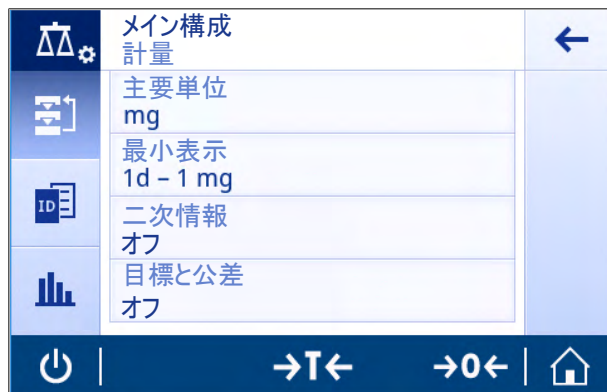 メイン構成
計量
主要単位
mg
最小表示
1d – 1 mg
二次情報
オフ
ID
目標と公差
オフ
→T←
→0←